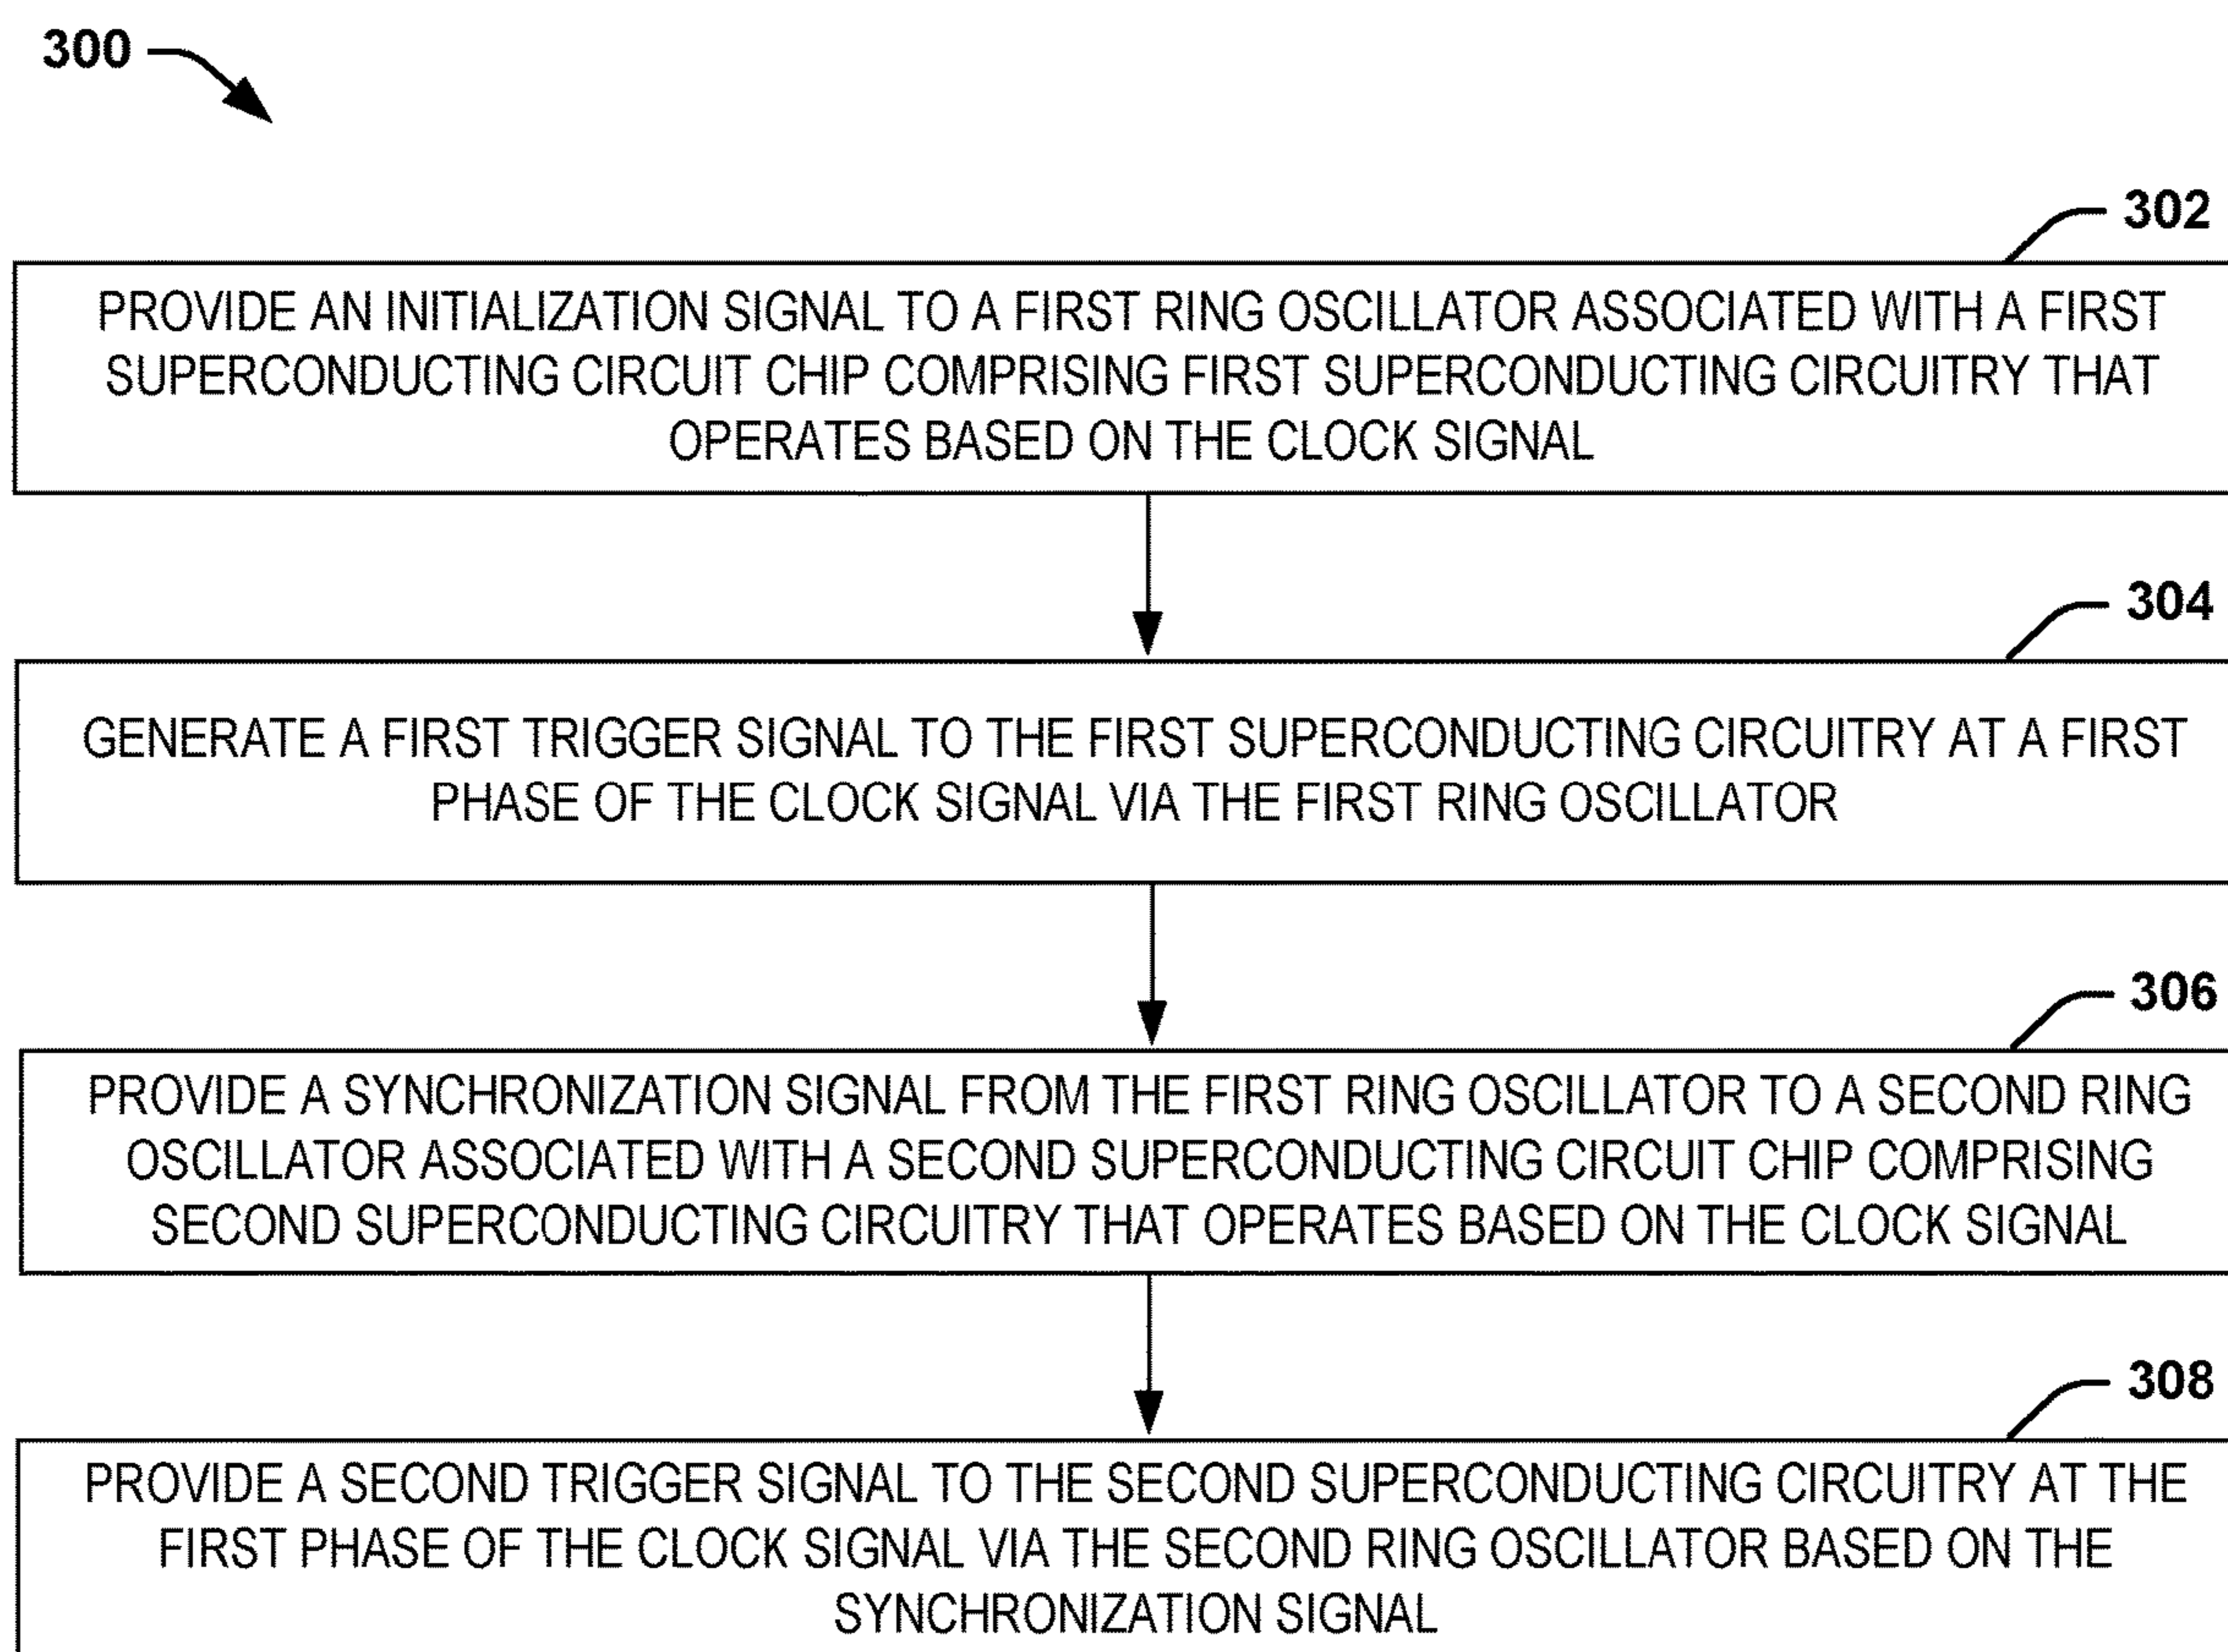 300
302
PROVIDE AN INITIALIZATION SIGNAL TO A FIRST RING OSCILLATOR ASSOCIATED WITH A FIRST
SUPERCONDUCTING CIRCUIT CHIP COMPRISING FIRST SUPERCONDUCTING CIRCUITRY THAT
OPERATES BASED ON THE CLOCK SIGNAL
304
GENERATE A FIRST TRIGGER SIGNAL TO THE FIRST SUPERCONDUCTING CIRCUITRY AT A FIRST
PHASE OF THE CLOCK SIGNAL VIA THE FIRST RING OSCILLATOR
306
PROVIDE A SYNCHRONIZATION SIGNAL FROM THE FIRST RING OSCILLATOR TO A SECOND RING
OSCILLATOR ASSOCIATED WITH A SECOND SUPERCONDUCTING CIRCUIT CHIP COMPRISING
SECOND SUPERCONDUCTING CIRCUITRY THAT OPERATES BASED ON THE CLOCK SIGNAL
308
PROVIDE A SECOND TRIGGER SIGNAL TO THE SECOND SUPERCONDUCTING CIRCUITRY AT THE
FIRST PHASE OF THE CLOCK SIGNAL VIA THE SECOND RING OSCILLATOR BASED ON THE
SYNCHRONIZATION SIGNAL